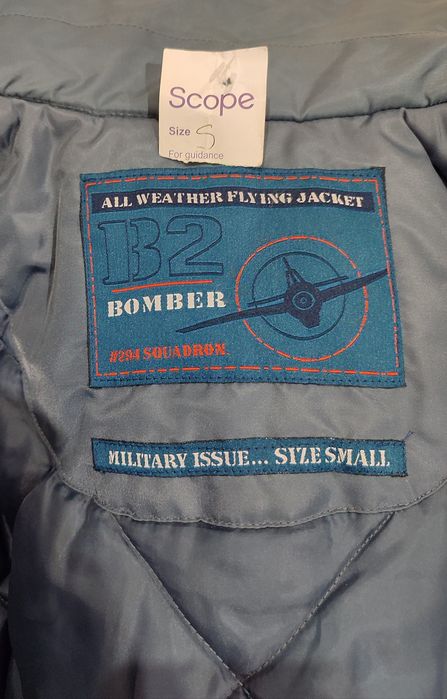 Scope
Size S
For guidance
ALL WEATHER FLYING JACKET
B2
BOMBER
#294 SQUADRON.
MILITARY ISSUE... SIZE SMALL